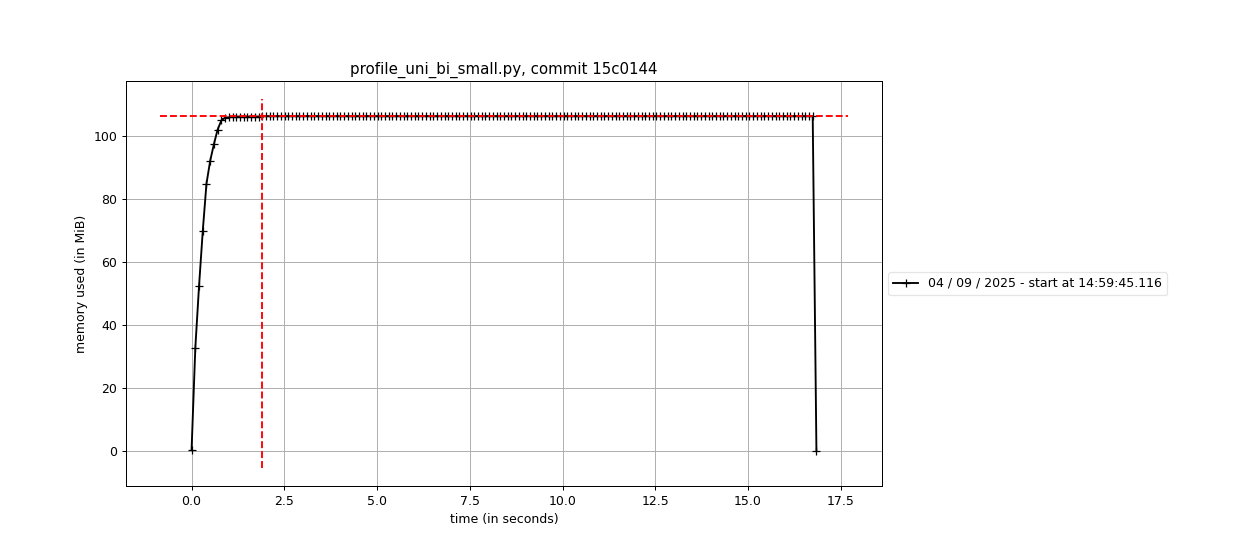 profile_uni_bi_small.py, commit 15c0144
memory used (in MiB)
100
80
60
40
20
0
0.0 2.5 5.0 7.5 10.0 12.5 15.0 17.5
time (in seconds)
04 / 09 / 2025 - start at 14:59:45.116